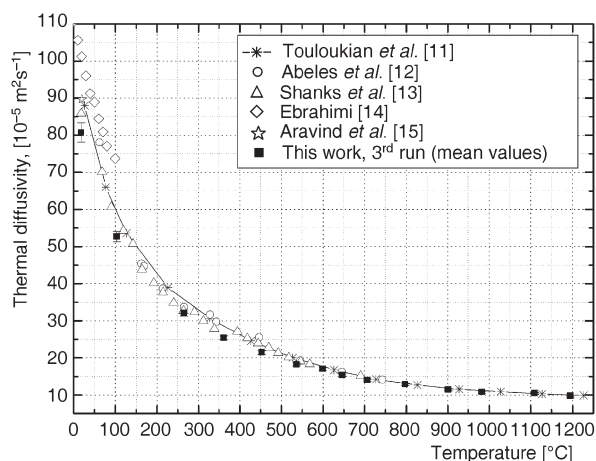 110
100
90
80
70
60
50
40
30
20
10
Thermal diffusivity, [10⁻⁵ m²s⁻¹]
Touloukian et al. [11]
Abeles et al. [12]
Shanks et al. [13]
Ebrahimi [14]
Aravind et al. [15]
This work, 3rd run (mean values)
0 100 200 300 400 500 600 700 800 900 1000 1100 1200
Temperature [°C]